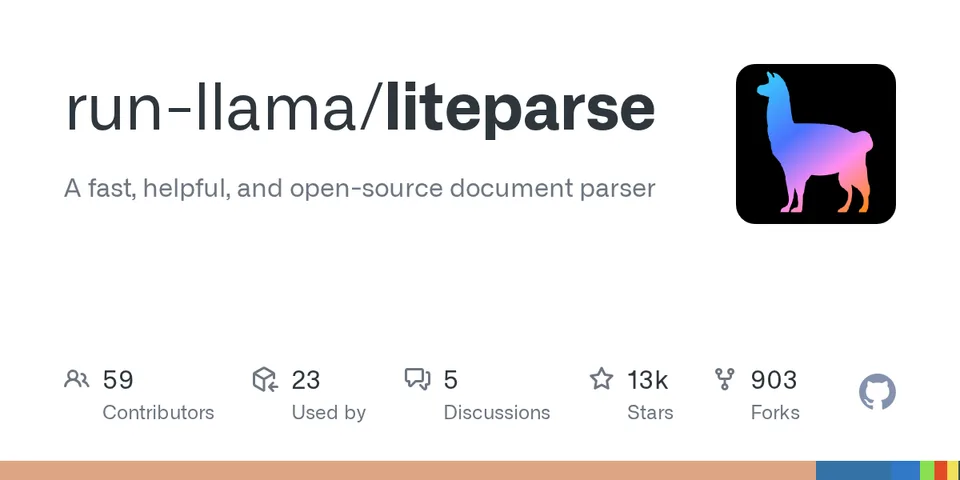 run-llama/liteparse
A fast, helpful, and open-source document parser
59
Contributors
23
Used by
5
Discussions
13k
Stars
903
Forks